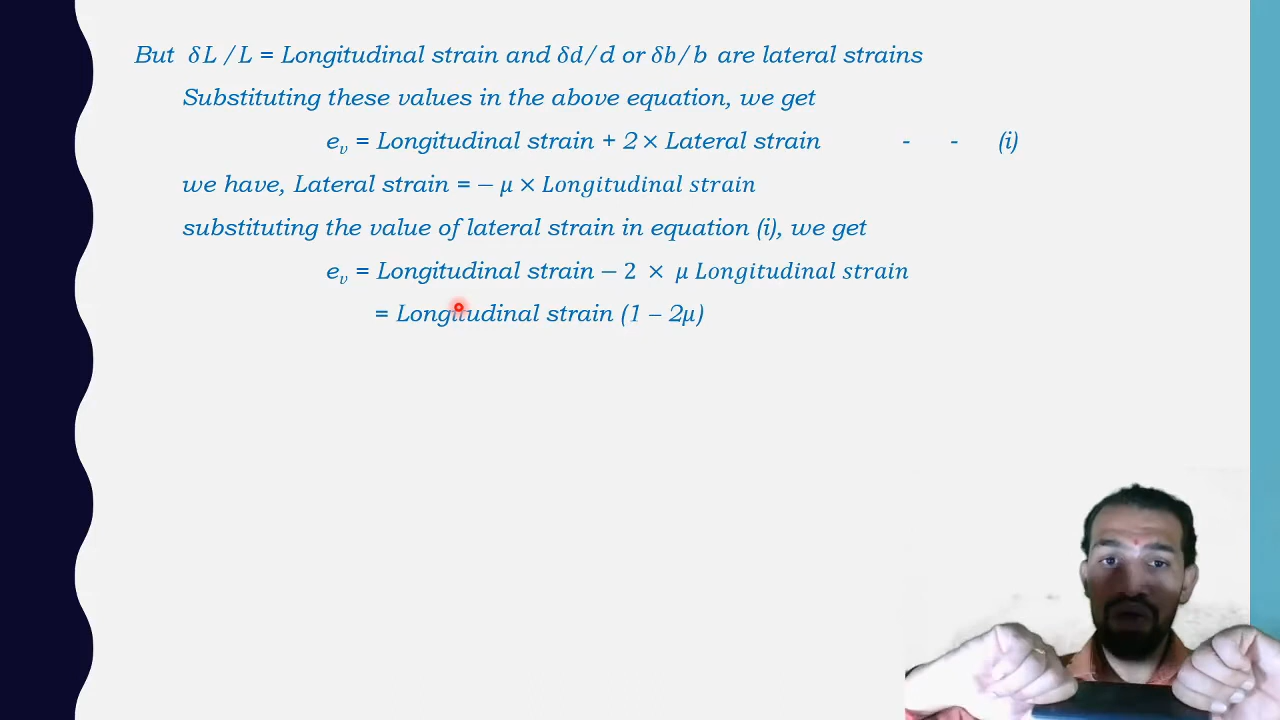 But δL / L = Longitudinal strain and δd/d or δb/b are lateral strains
Substituting these values in the above equation, we get
eᵥ = Longitudinal strain + 2 × Lateral strain - - (i)
we have, Lateral strain = − μ × Longitudinal strain
substituting the value of lateral strain in equation (i), we get
eᵥ = Longitudinal strain − 2 × μ Longitudinal strain
= Longitudinal strain (1 – 2μ)